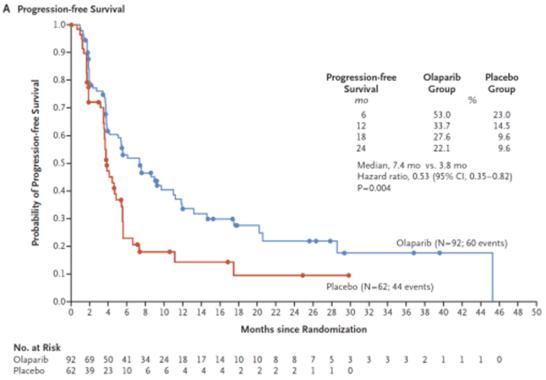 A Progression-free Survival
Probability of Progression-free Survival
1.0
0.9
0.8
0.7
0.6
0.5
0.4
0.3
0.2
0.1
0.0
Progression-free Survival Olaparib Group Placebo Group
mo %
6 53.0 23.0
12 33.7 14.5
18 27.6 9.6
24 22.1 9.6
Median, 7.4 mo vs. 3.8 mo
Hazard ratio, 0.53 (95% CI, 0.35–0.82)
P=0.004
Olaparib (N=92; 60 events)
Placebo (N=62; 44 events)
0 2 4 6 8 10 12 14 16 18 20 22 24 26 28 30 32 34 36 38 40 42 44 46 48 50
Months since Randomization
No. at Risk
Olaparib 92 69 50 41 34 24 18 17 14 10 10 8 8 7 5 3 3 3 3 2 1 1 1 0
Placebo 62 39 23 10 6 6 4 4 4 2 2 2 2 1 1 0